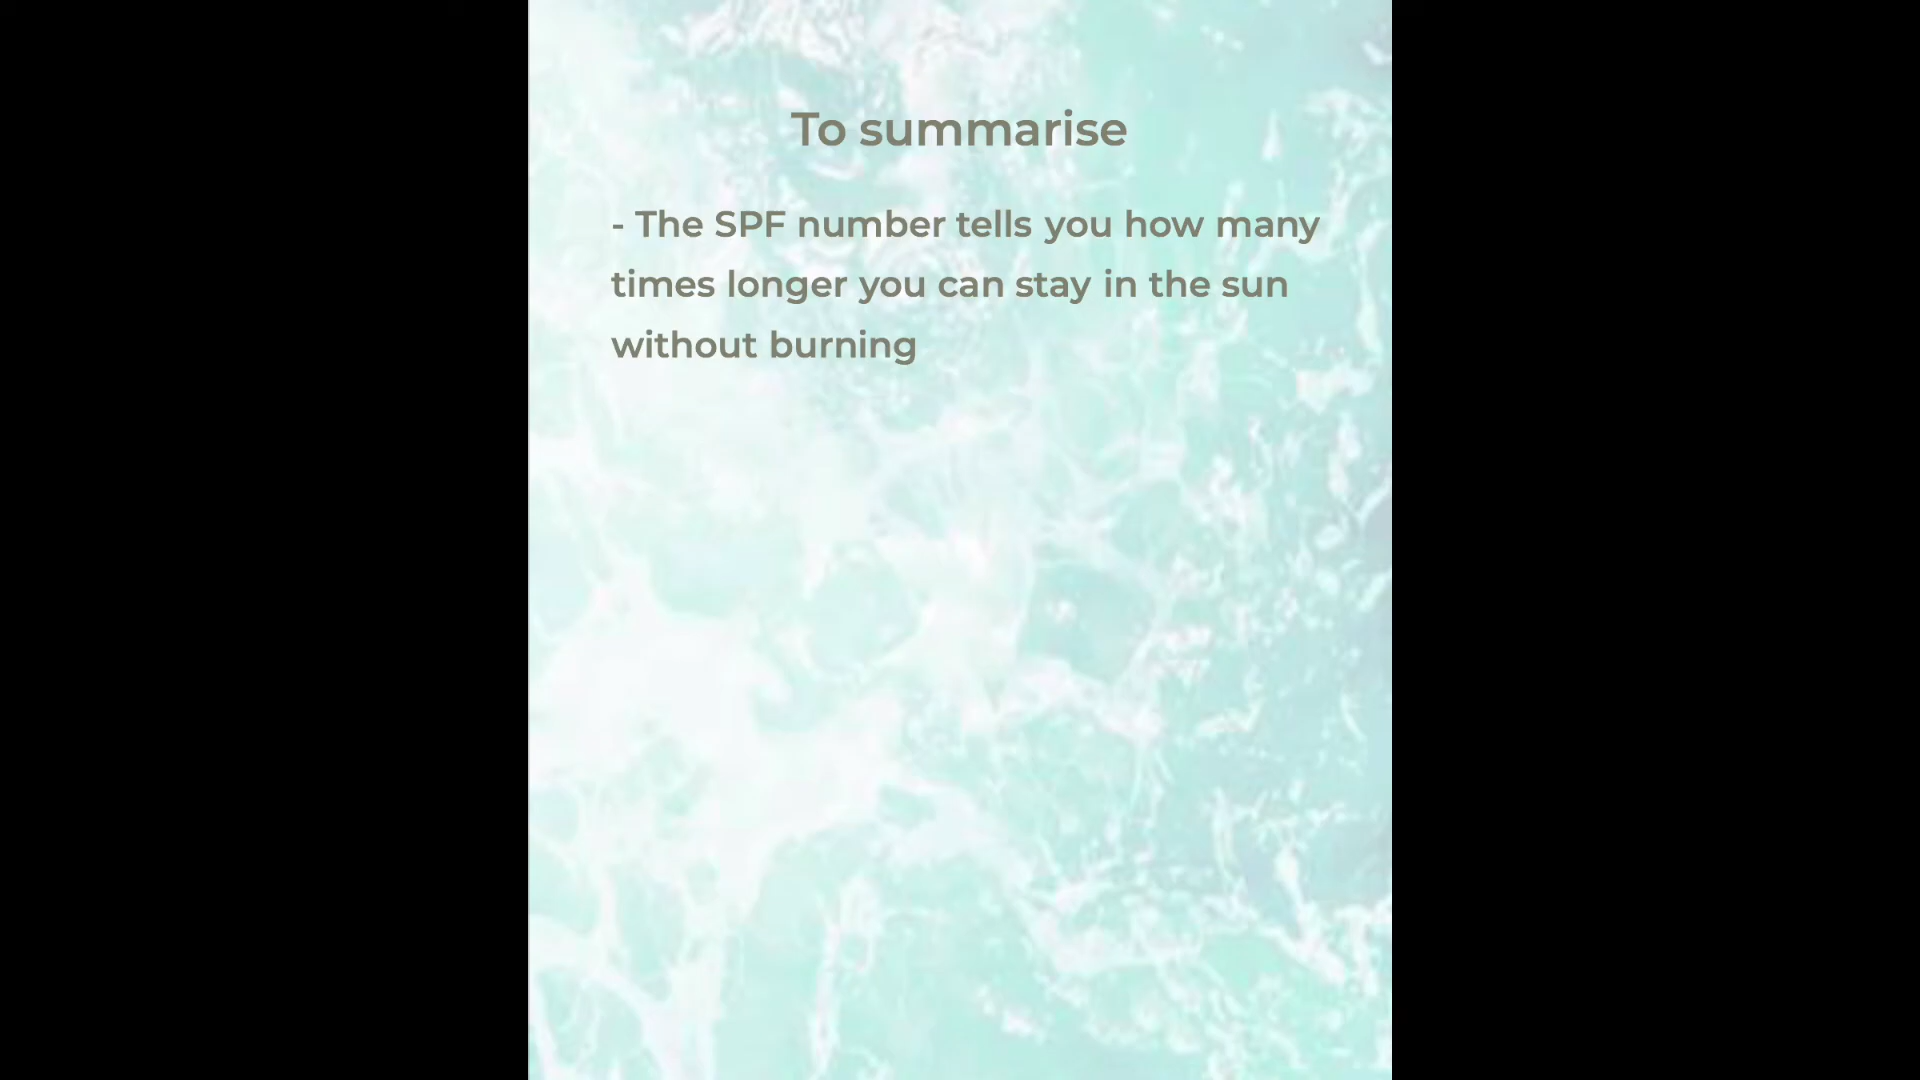 To summarise
- The SPF number tells you how many
times longer you can stay in the sun
without burning